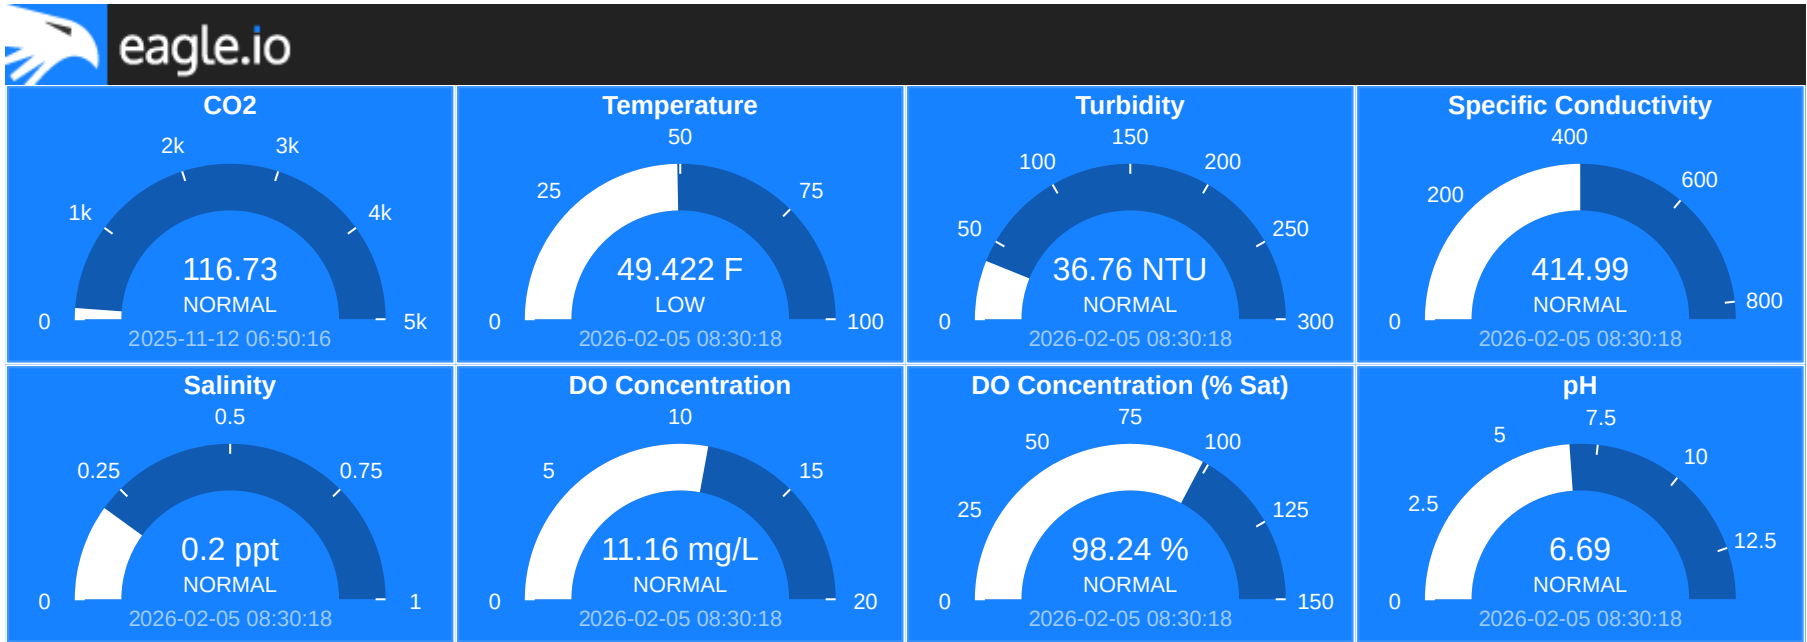 eagle.io
CO2
2k 3k
1k 4k
116.73
NORMAL
0 5k
2025-11-12 06:50:16
Temperature
50
25 75
49.422 F
LOW
0 100
2026-02-05 08:30:18
Turbidity
150
100 200
50 250
36.76 NTU
NORMAL
0 300
2026-02-05 08:30:18
Specific Conductivity
400
200 600
414.99
NORMAL 800
0
2026-02-05 08:30:18
Salinity
0.5
0.25 0.75
0.2 ppt
NORMAL
0 1
2026-02-05 08:30:18
DO Concentration
10
5 15
11.16 mg/L
NORMAL
0 20
2026-02-05 08:30:18
DO Concentration (% Sat)
75
50 100
25 125
98.24 %
NORMAL
0 150
2026-02-05 08:30:18
pH
7.5
5 10
2.5 12.5
6.69
NORMAL
0
2026-02-05 08:30:18